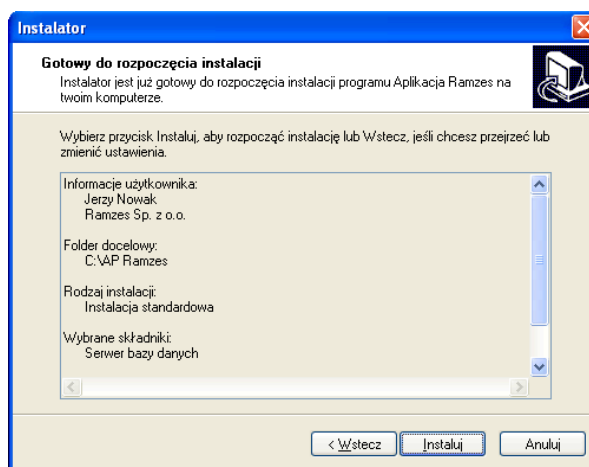 Instalator
Gotowy do rozpoczęcia instalacji
Instalator jest już gotowy do rozpoczęcia instalacji programu Aplikacja Ramzes na
twoim komputerze.
Wybierz przycisk Instaluj, aby rozpocząć instalację lub Wstecz, jeśli chcesz przejrzeć lub
zmienić ustawienia.
Informacje użytkownika:
Jerzy Nowak
Ramzes Sp. z o.o.
Folder docelowy:
C:\AP Ramzes
Rodzaj instalacji:
Instalacja standardowa
Wybrane składniki:
Serwer bazy danych
< Wstecz Instaluj Anuluj